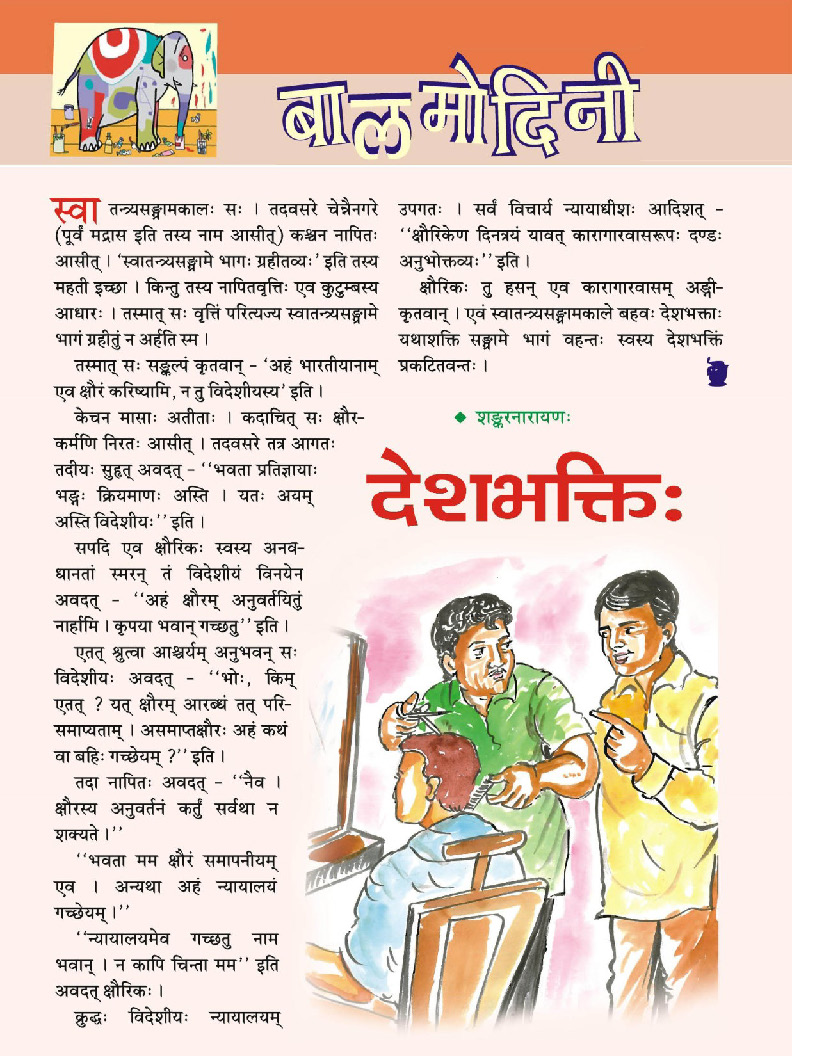 बालमोदिनी
स्वातन्त्र्यसङ्ग्रामकालः सः । तदवसरे चेन्नैनगरे
(पूर्वं मद्रास इति तस्य नाम आसीत्) कश्चन नापितः
आसीत् । ‘स्वातन्त्र्यसङ्ग्रामे भागः ग्रहीतव्यः’ इति तस्य
महती इच्छा । किन्तु तस्य नापितवृत्तिः एव कुटुम्बस्य
आधारः । तस्मात् सः वृत्तिं परित्यज्य स्वातन्त्र्यसङ्ग्रामे
भागं ग्रहीतुं न अर्हति स्म ।
तस्मात् सः सङ्कल्पं कृतवान् - ‘अहं भारतीयानाम्
एव क्षौरं करिष्यामि, न तु विदेशीयस्य’ इति ।
केचन मासाः अतीताः । कदाचित् सः क्षौर-
कर्मणि निरतः आसीत् । तदवसरे तत्र आगतः
तदीयः सुहृत् अवदत् - ‘‘भवता प्रतिज्ञायाः
भङ्गः क्रियमाणः अस्ति । यतः अयम्
अस्ति विदेशीयः’’ इति ।
सपदि एव क्षौरिकः स्वस्य अनव-
धानतां स्मरन् तं विदेशीयं विनयेन
अवदत् - ‘‘अहं क्षौरम् अनुवर्तयितुं
नार्हामि । कृपया भवान् गच्छतु’’ इति ।
एतत् श्रुत्वा आश्चर्यम् अनुभवन् सः
विदेशीयः अवदत् - ‘‘भोः, किम्
एतत् ? यत् क्षौरम् आरब्धं तत् परि-
समाप्यताम् । असमाप्तक्षौरः अहं कथं
वा बहिः गच्छेयम् ?’’ इति ।
तदा नापितः अवदत् - ‘‘नैव ।
क्षौरस्य अनुवर्तनं कर्तुं सर्वथा न
शक्यते ।’’
‘‘भवता मम क्षौरं समापनीयम्
एव । अन्यथा अहं न्यायालयं
गच्छेयम् ।’’
‘‘न्यायालयमेव गच्छतु नाम
भवान् । न कापि चिन्ता मम’’ इति
अवदत् क्षौरिकः ।
क्रुद्धः विदेशीयः न्यायालयम्
उपगतः । सर्वं विचार्य न्यायाधीशः आदिशत् -
‘‘क्षौरिकेण दिनत्रयं यावत् कारागारवासरूपः दण्डः
अनुभोक्तव्यः’’ इति ।
क्षौरिकः तु हसन् एव कारागारवासम् अङ्गी-
कृतवान् । एवं स्वातन्त्र्यसङ्ग्रामकाले बहवः देशभक्ताः
यथाशक्ति सङ्ग्रामे भागं वहन्तः स्वस्य देशभक्तिं
प्रकटितवन्तः ।
◆ शङ्करनारायणः
देशभक्तिः